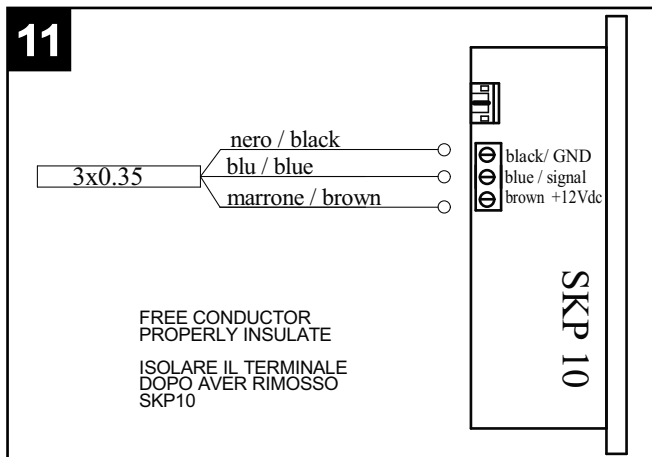 11
nero / black
blu / blue
3x0.35
marrone / brown
black/ GND
blue / signal
brown +12Vdc
SKP 10
FREE CONDUCTOR
PROPERLY INSULATE
ISOLARE IL TERMINALE
DOPO AVER RIMOSSO
SKP10